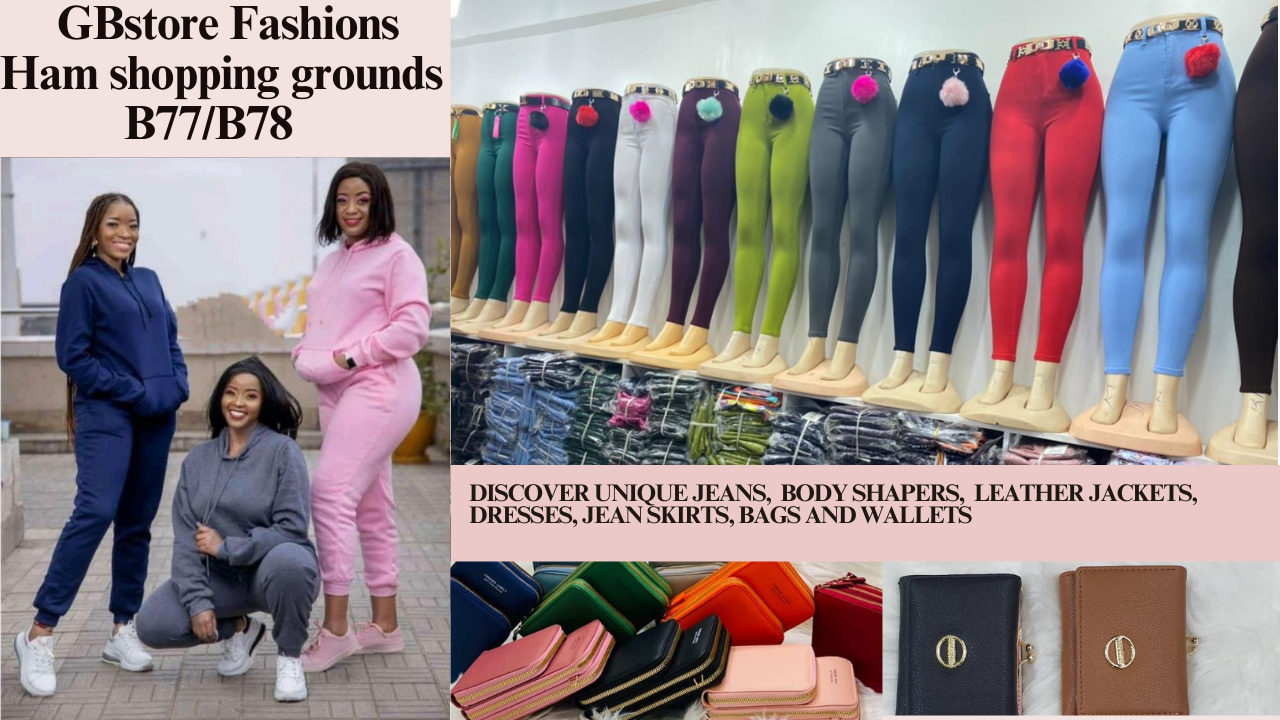 GBstore Fashions
Ham shopping grounds
B77/B78
DISCOVER UNIQUE JEANS, BODY SHAPERS, LEATHER JACKETS,
DRESSES, JEAN SKIRTS, BAGS AND WALLETS